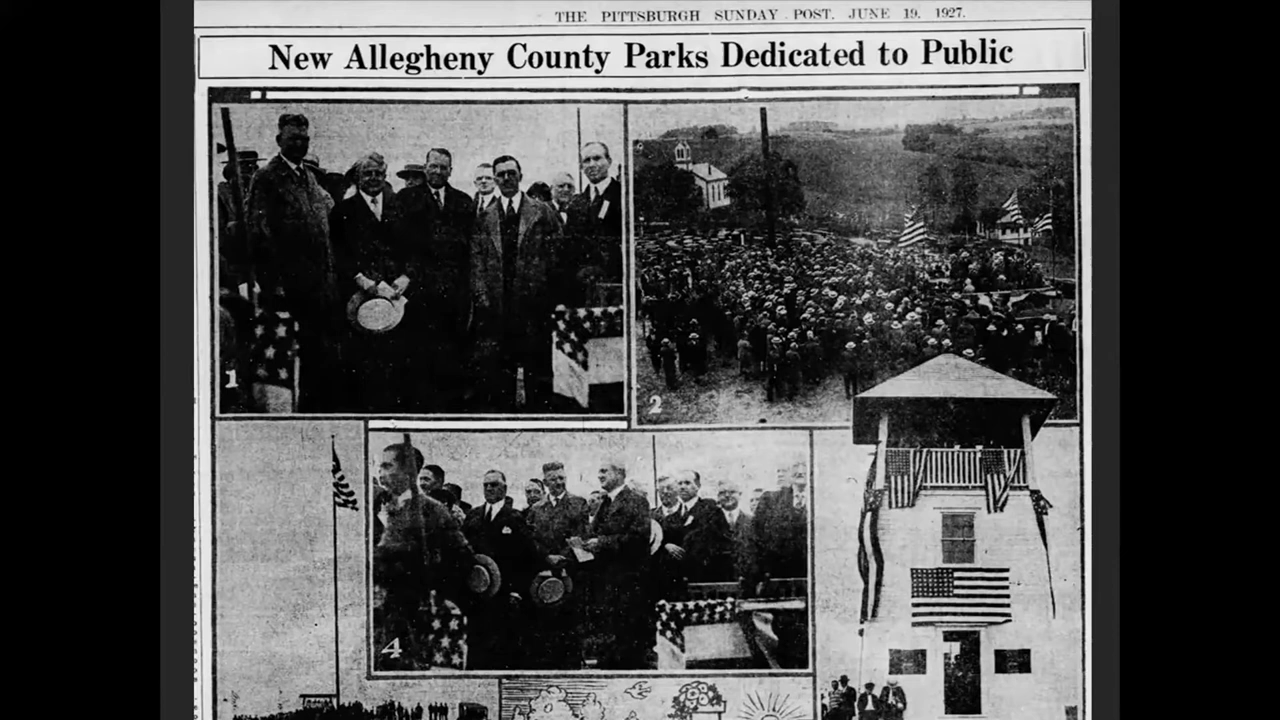 THE PITTSBURGH SUNDAY POST. JUNE 19. 1927.
New Allegheny County Parks Dedicated to Public
1
2
4